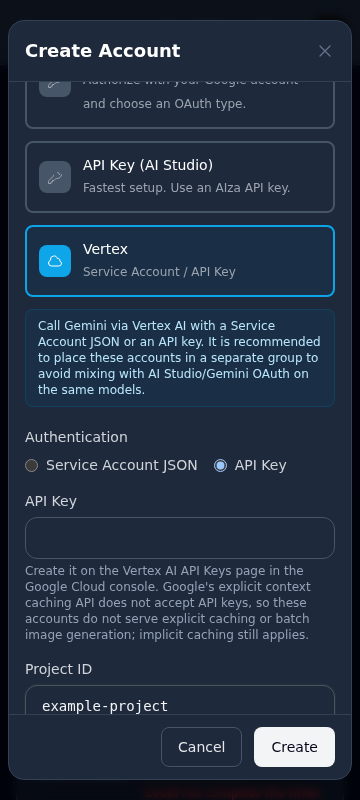 Create Account
Authorize with your Google account
and choose an OAuth type.
API Key (AI Studio)
Fastest setup. Use an AIza API key.
Vertex
Service Account / API Key
Call Gemini via Vertex AI with a Service
Account JSON or an API key. It is recommended
to place these accounts in a separate group to
avoid mixing with AI Studio/Gemini OAuth on
the same models.
Authentication
Service Account JSON
API Key
API Key
Create it on the Vertex AI API Keys page in the
Google Cloud console. Google's explicit context
caching API does not accept API keys, so these
accounts do not serve explicit caching or batch
image generation; implicit caching still applies.
Project ID
example-project
Cancel
Create